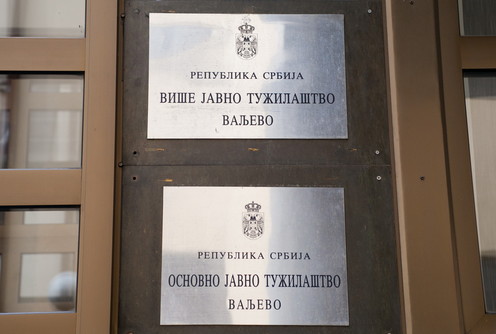 РЕПУБЛИКА СРБИЈА
ВИШЕ ЈАВНО ТУЖИЛАШТВО
ВАЉЕВО
РЕПУБЛИКА СРБИЈА
ОСНОВНО ЈАВНО ТУЖИЛАШТВО
ВАЉЕВО